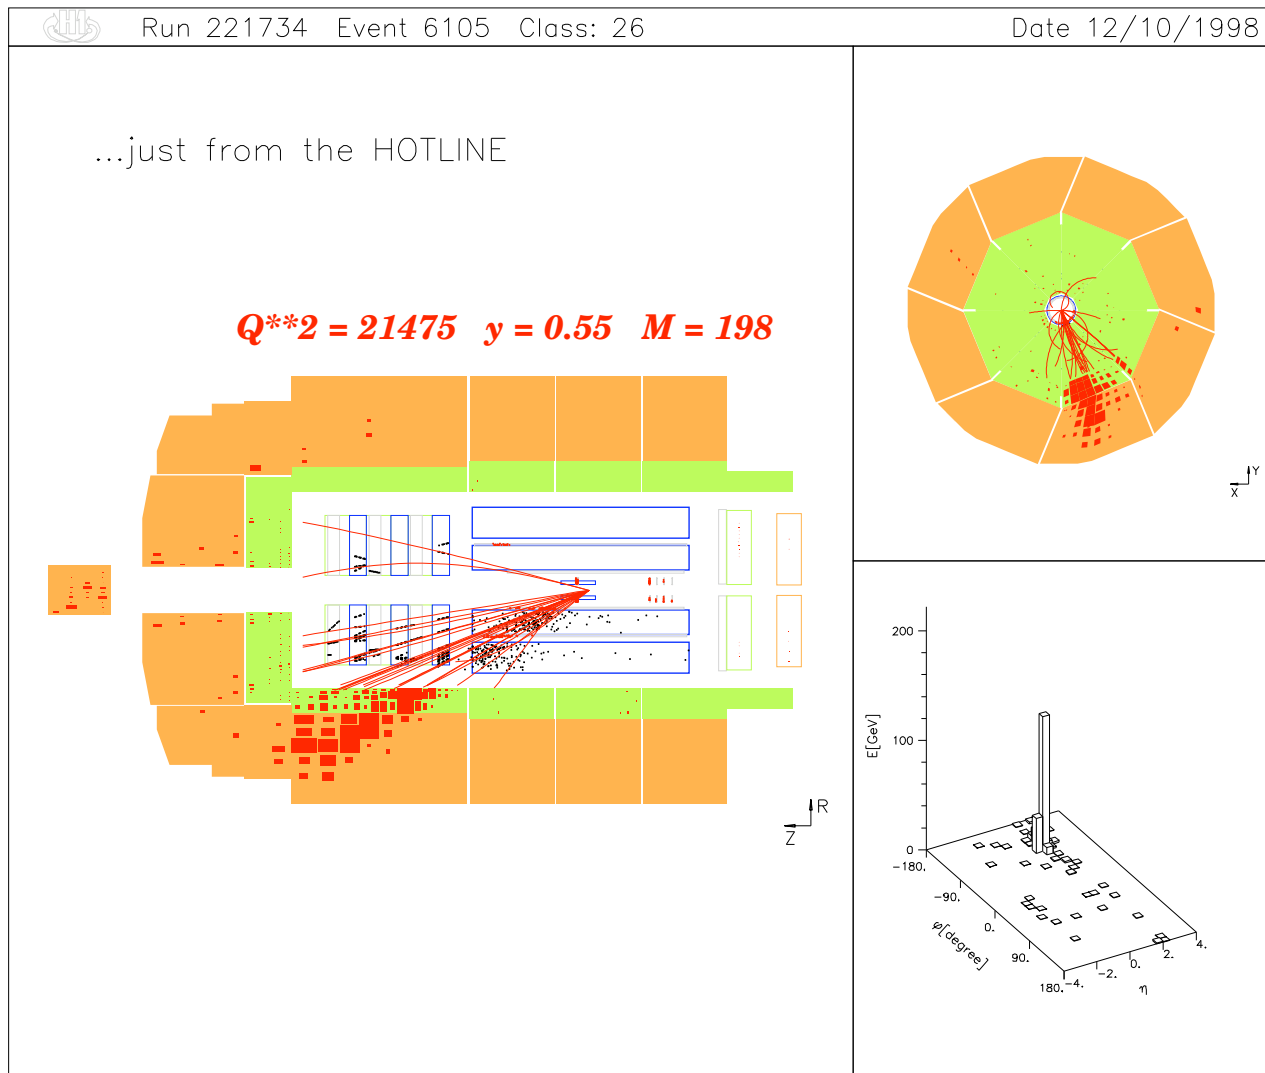 H1 Run 221734 Event 6105 Class: 26 Date 12/10/1998
...just from the HOTLINE
Q**2 = 21475 y = 0.55 M = 198
R
Z
Y
X
E[GeV]
200
100
0
-180.
-90.
0.
90.
180.
φ[degree]
-4.
-2.
0.
2.
4.
η